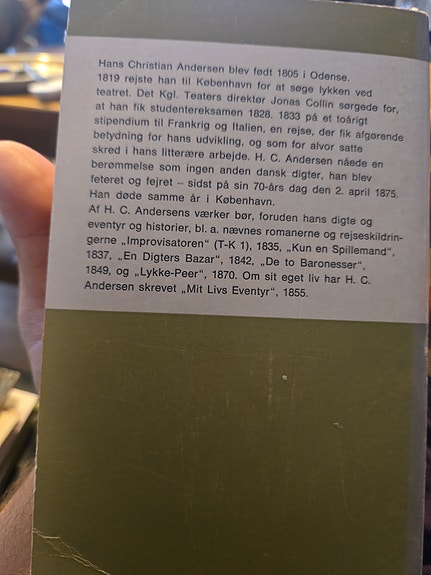 Hans Christian Andersen blev født 1805 i Odense.
1819 rejste han til København for at søge lykken ved
teatret. Det Kgl. Teaters direktør Jonas Collin sørgede for,
at han fik studentereksamen 1828. 1833 på et toårigt
stipendium til Frankrig og Italien, en rejse, der fik afgørende
betydning for hans udvikling, og som for alvor satte
skred i hans litterære arbejde. H. C. Andersen nåede en
berømmelse som ingen anden dansk digter, han blev
feteret og fejret – sidst på sin 70-års dag den 2. april 1875.
Han døde samme år i København.
Af H. C. Andersens værker bør, foruden hans digte og
eventyr og historier, bl. a. nævnes romanerne og rejseskildrin-
gerne „Improvisatoren“ (T-K 1), 1835, „Kun en Spillemand“,
1837, „En Digters Bazar“, 1842, „De to Baronesser“,
1849, og „Lykke-Peer“, 1870. Om sit eget liv har H. C.
Andersen skrevet „Mit Livs Eventyr“, 1855.